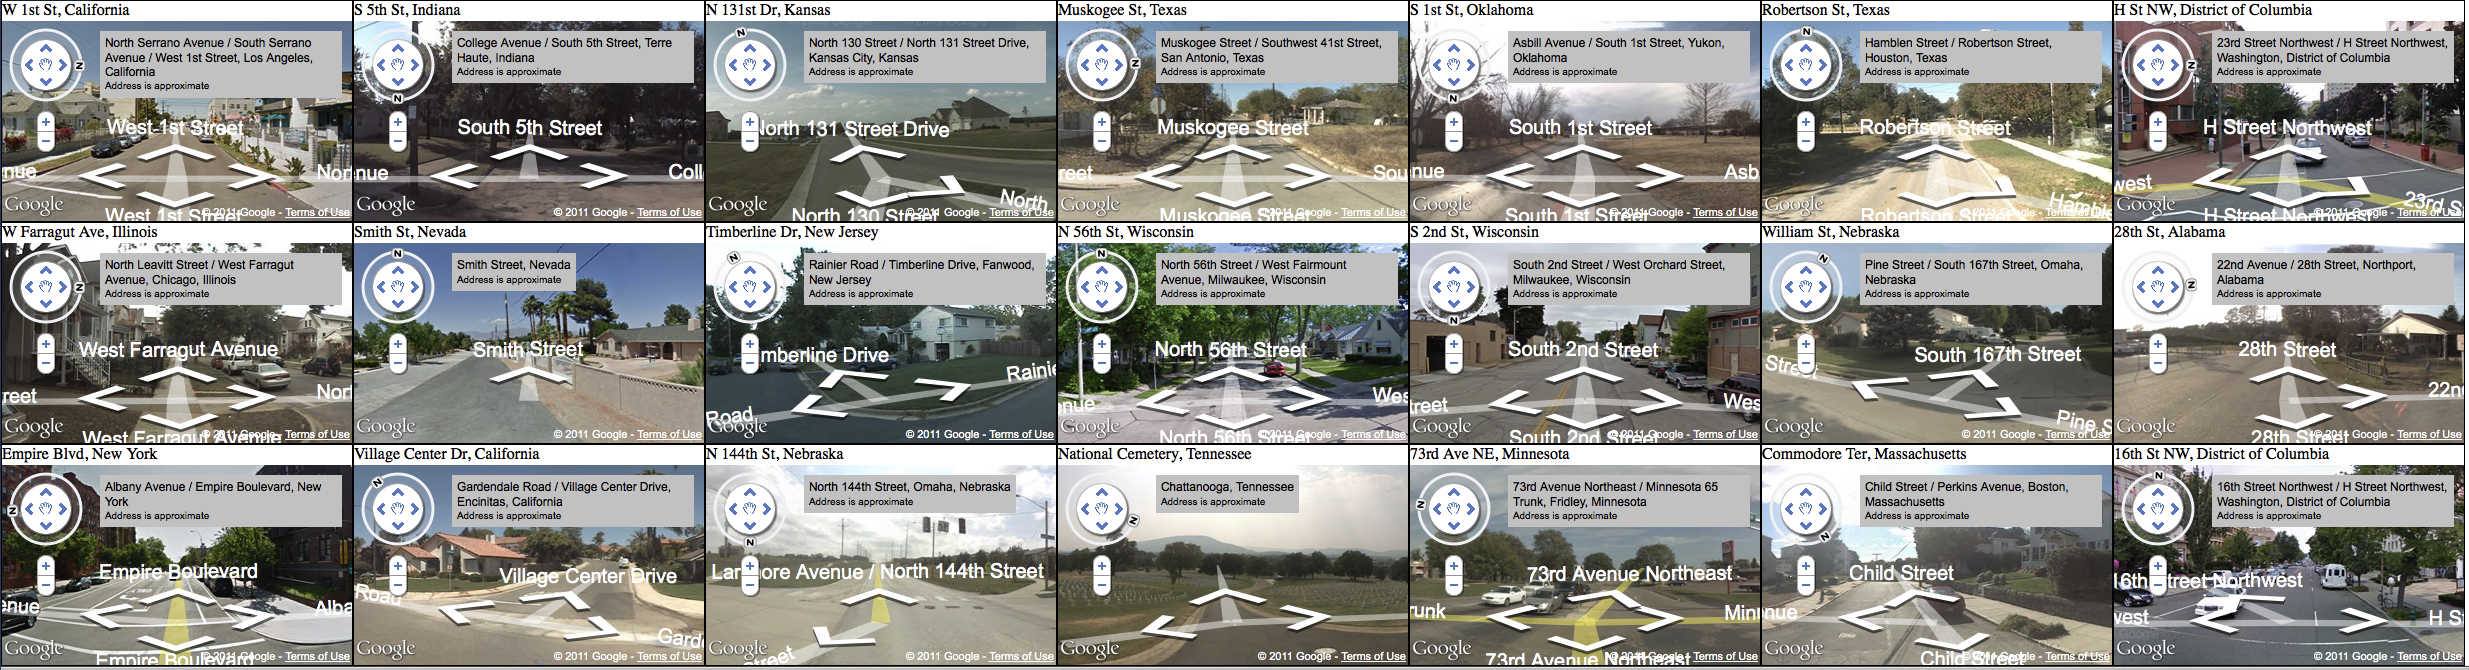 W 1st St, California
North Serrano Avenue / South Serrano
Avenue / West 1st Street, Los Angeles,
California
Address is approximate
N
West 1st Street
nue
Nor
West 1st Street
Google
© 2011 Google - Terms of Use
S 5th St, Indiana
College Avenue / South 5th Street, Terre
Haute, Indiana
Address is approximate
N
South 5th Street
enue
Coll
Google
© 2011 Google - Terms of Use
N 131st Dr, Kansas
N
North 130 Street / North 131 Street Drive,
Kansas City, Kansas
Address is approximate
North 131 Street Drive
North
North 130 Street
Google
© 2011 Google - Terms of Use
Muskogee St, Texas
Muskogee Street / Southwest 41st Street,
San Antonio, Texas
Address is approximate
N
Muskogee Street
reet
Sou
Muskogee Street
Google
© 2011 Google - Terms of Use
S 1st St, Oklahoma
Asbill Avenue / South 1st Street, Yukon,
Oklahoma
Address is approximate
N
South 1st Street
nue
Asb
South 1st Street
Google
© 2011 Google - Terms of Use
Robertson St, Texas
N
Hamblen Street / Robertson Street,
Houston, Texas
Address is approximate
Robertson Street
Hamble
Robertson Street
Google
© 2011 Google - Terms of Use
H St NW, District of Columbia
23rd Street Northwest / H Street Northwest,
Washington, District of Columbia
Address is approximate
N
H Street Northwest
west
23rd S
H Street Northwest
Google
© 2011 Google - Terms of Use
W Farragut Ave, Illinois
North Leavitt Street / West Farragut
Avenue, Chicago, Illinois
Address is approximate
N
West Farragut Avenue
reet
Nor
West Farragut Avenue
Google
© 2011 Google - Terms of Use
Smith St, Nevada
N
Smith Street, Nevada
Address is approximate
Smith Street
Google
© 2011 Google - Terms of Use
Timberline Dr, New Jersey
N
Rainier Road / Timberline Drive, Fanwood,
New Jersey
Address is approximate
mberline Drive
Rainie
Road
Google
© 2011 Google - Terms of Use
N 56th St, Wisconsin
N
North 56th Street / West Fairmount
Avenue, Milwaukee, Wisconsin
Address is approximate
North 56th Street
nue
Wes
North 56th Street
Google
© 2011 Google - Terms of Use
S 2nd St, Wisconsin
South 2nd Street / West Orchard Street,
Milwaukee, Wisconsin
Address is approximate
N
South 2nd Street
treet
Wes
South 2nd Street
Google
© 2011 Google - Terms of Use
William St, Nebraska
N
Pine Street / South 167th Street, Omaha,
Nebraska
Address is approximate
South 167th Street
Street
Pine S
Google
© 2011 Google - Terms of Use
28th St, Alabama
22nd Avenue / 28th Street, Northport,
Alabama
Address is approximate
N
28th Street
22n
28th Street
Google
© 2011 Google - Terms of Use
Empire Blvd, New York
Albany Avenue / Empire Boulevard, New
York
Address is approximate
N
Empire Boulevard
enue
Alba
Empire Boulevard
© 2011 Google - Terms of Use
Village Center Dr, California
N
Gardendale Road / Village Center Drive,
Encinitas, California
Address is approximate
Village Center Drive
Road
Gard
Google
© 2011 Google - Terms of Use
N 144th St, Nebraska
North 144th Street, Omaha, Nebraska
Address is approximate
N
Larimore Avenue / North 144th Street
Street
Google
© 2011 Google - Terms of Use
National Cemetery, Tennessee
Chattanooga, Tennessee
Address is approximate
N
Google
© 2011 Google - Terms of Use
73rd Ave NE, Minnesota
73rd Avenue Northeast / Minnesota 65
Trunk, Fridley, Minnesota
Address is approximate
N
73rd Avenue Northeast
runk
Minn
73rd Avenue Northeast
Google
© 2011 Google - Terms of Use
Commodore Ter, Massachusetts
Child Street / Perkins Avenue, Boston,
Massachusetts
Address is approximate
N
Child Street
nue
Child Street
Google
© 2011 Google - Terms of Use
16th St NW, District of Columbia
N
16th Street Northwest / H Street Northwest,
Washington, District of Columbia
Address is approximate
16th Street Northwest
west
H S
Google
© 2011 Google - Terms of Use